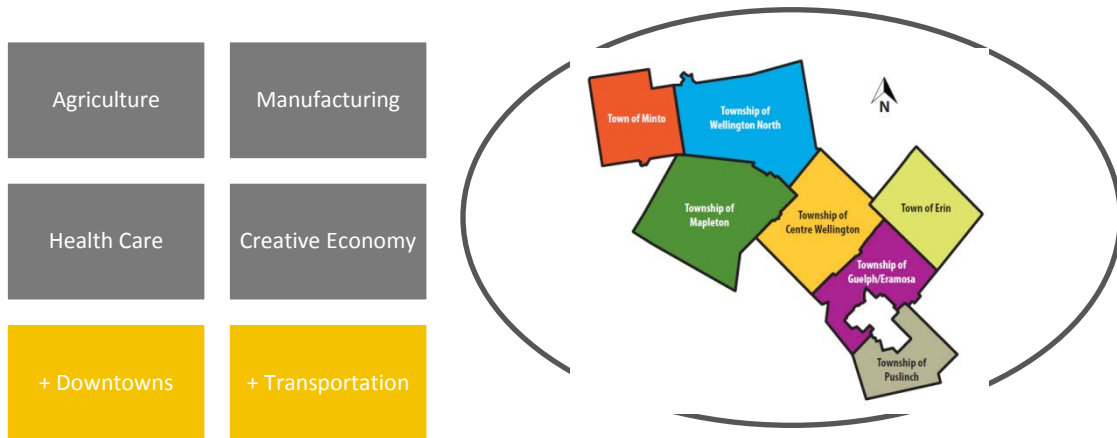 Agriculture
Manufacturing
Health Care
Creative Economy
+ Downtowns
+ Transportation
N
Town of Minto
Township of
Wellington North
Township of
Mapleton
Township of
Centre Wellington
Town of Erin
Township of
Guelph/Eramosa
Township of
Puslinch